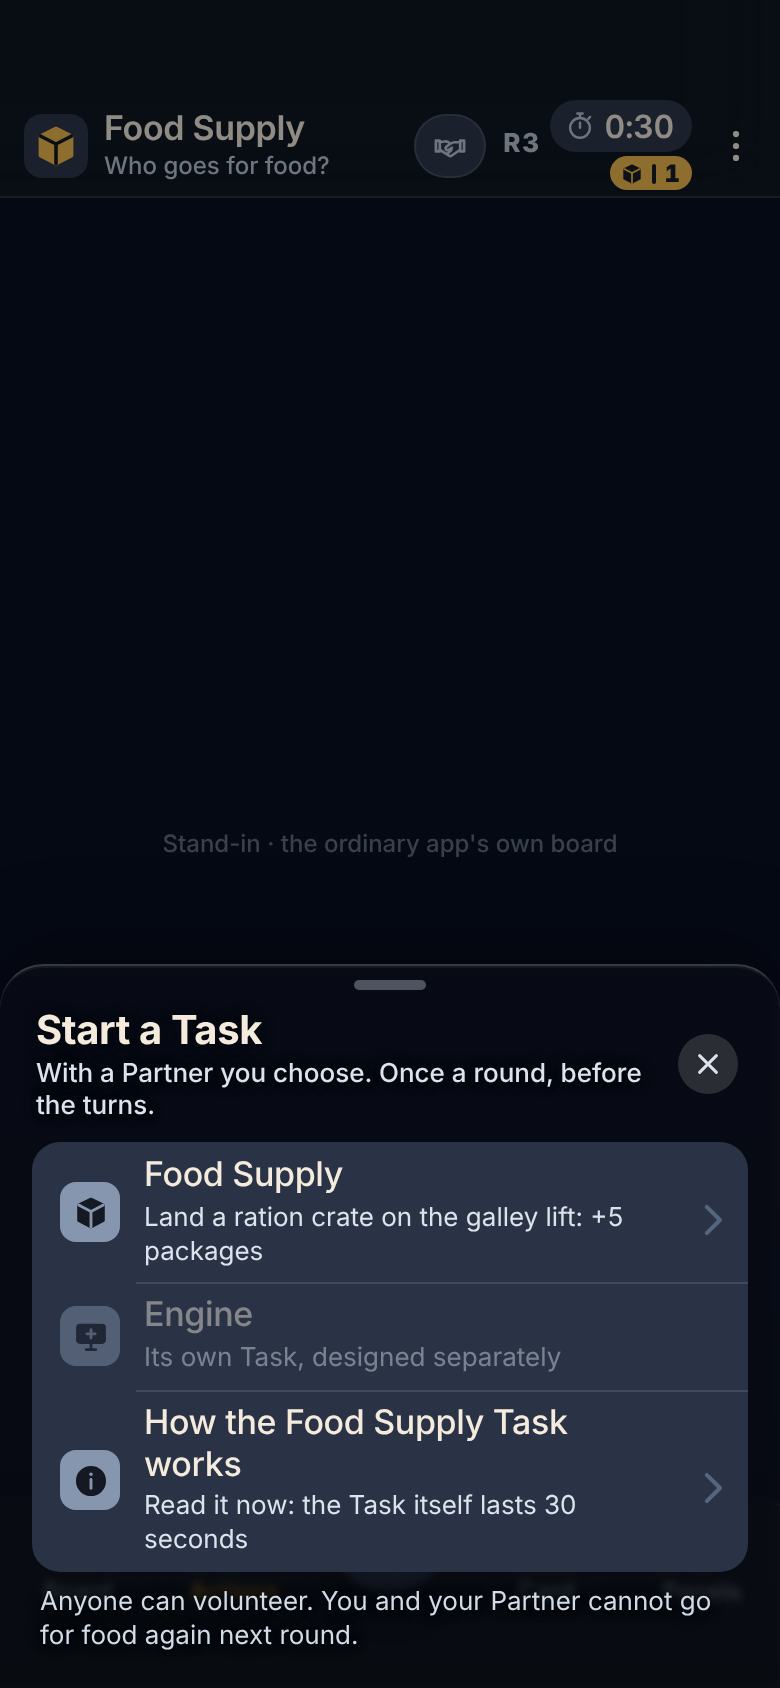 Food Supply
Who goes for food?
R3
0:30
1
Stand-in · the ordinary app's own board
Start a Task
With a Partner you choose. Once a round, before
the turns.
Food Supply
Land a ration crate on the galley lift: +5
packages
Engine
Its own Task, designed separately
How the Food Supply Task
works
Read it now: the Task itself lasts 30
seconds
Anyone can volunteer. You and your Partner cannot go
for food again next round.